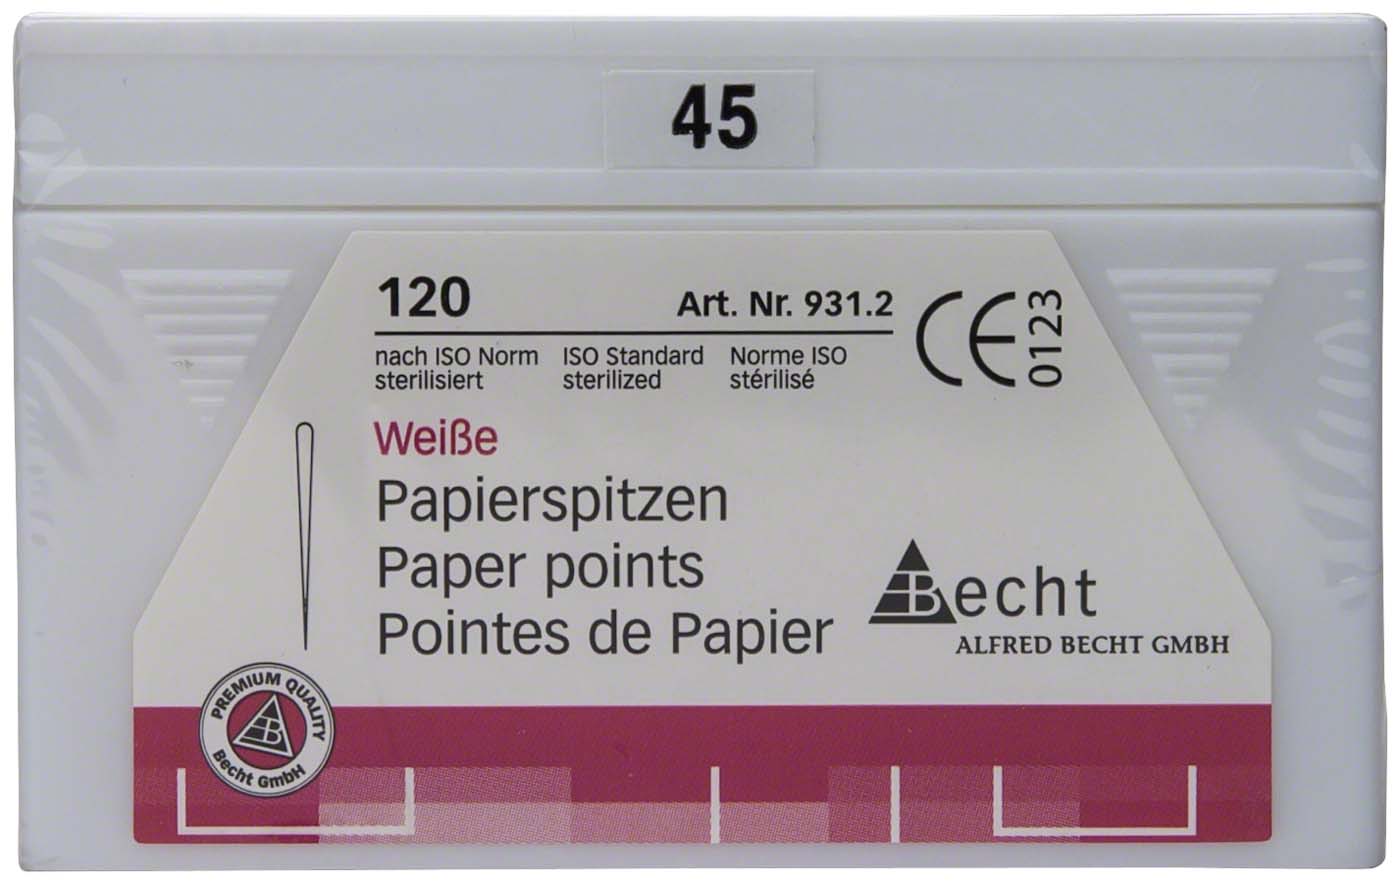 45
120 Art. Nr. 931.2
CE 0123
nach ISO Norm ISO Standard Norme ISO
sterilisiert sterilized stérilisé
Weiße
Papierspitzen
Paper points
Pointes de Papier
Becht
ALFRED BECHT GMBH
PREMIUM QUALITY
B
Becht GmbH